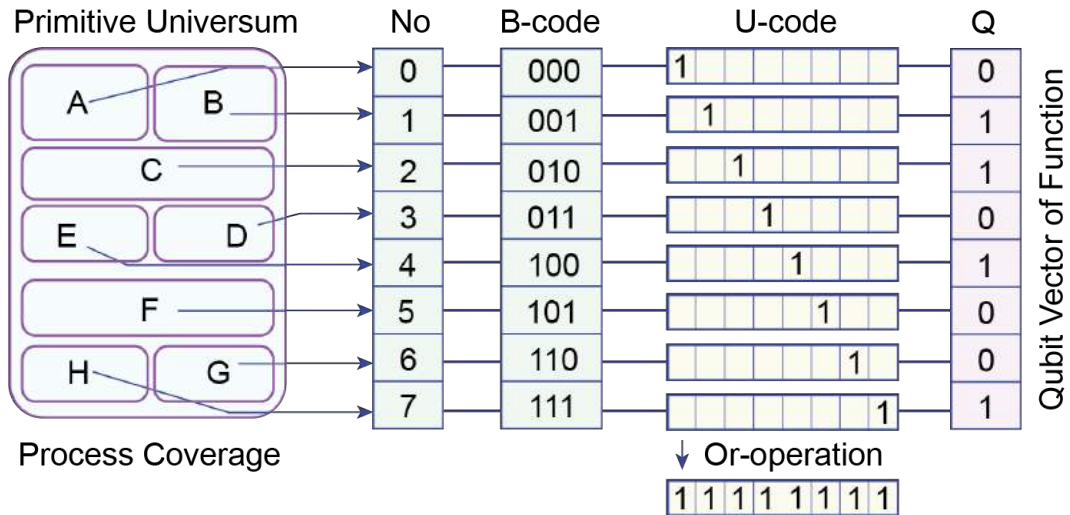 Primitive Universum No B-code U-code Q
A B 0 000 1 0
1 001 1 1
C 2 010 1 1
E D 3 011 1 0
4 100 1 1
F 5 101 1 0
H G 6 110 1 0
7 111 1 1
Qubit Vector of Function
Process Coverage Or-operation
1 1 1 1 1 1 1 1